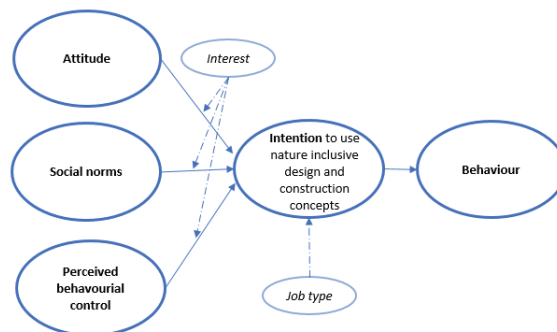 Attitude
Interest
Social norms
Intention to use
nature inclusive
design and
construction
concepts
Behaviour
Perceived
behavourial
control
Job type